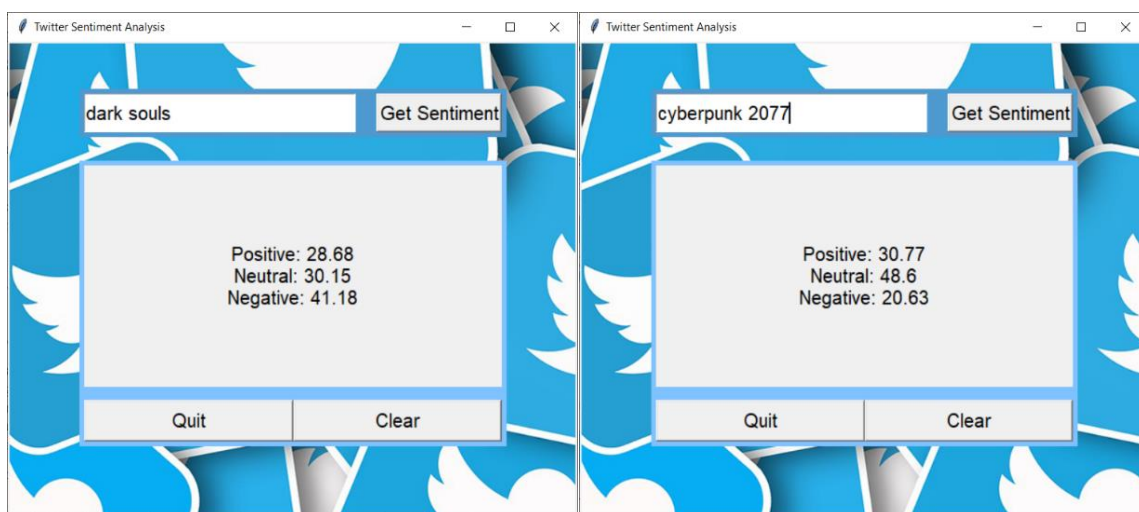 Twitter Sentiment Analysis
dark souls
Get Sentiment
Positive: 28.68
Neutral: 30.15
Negative: 41.18
Quit
Clear
Twitter Sentiment Analysis
cyberpunk 2077
Get Sentiment
Positive: 30.77
Neutral: 48.6
Negative: 20.63
Quit
Clear